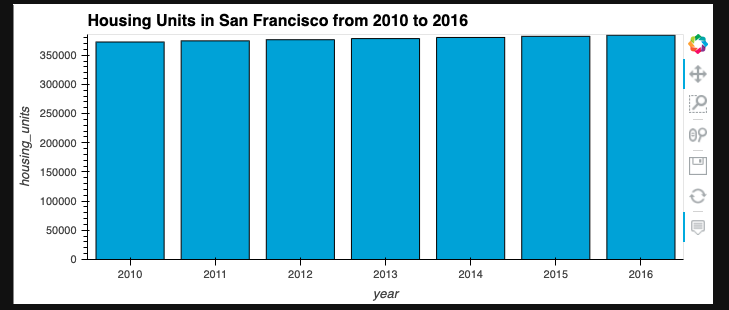 Housing Units in San Francisco from 2010 to 2016
housing_units
350000
300000
250000
200000
150000
100000
50000
0
2010 2011 2012 2013 2014 2015 2016
year